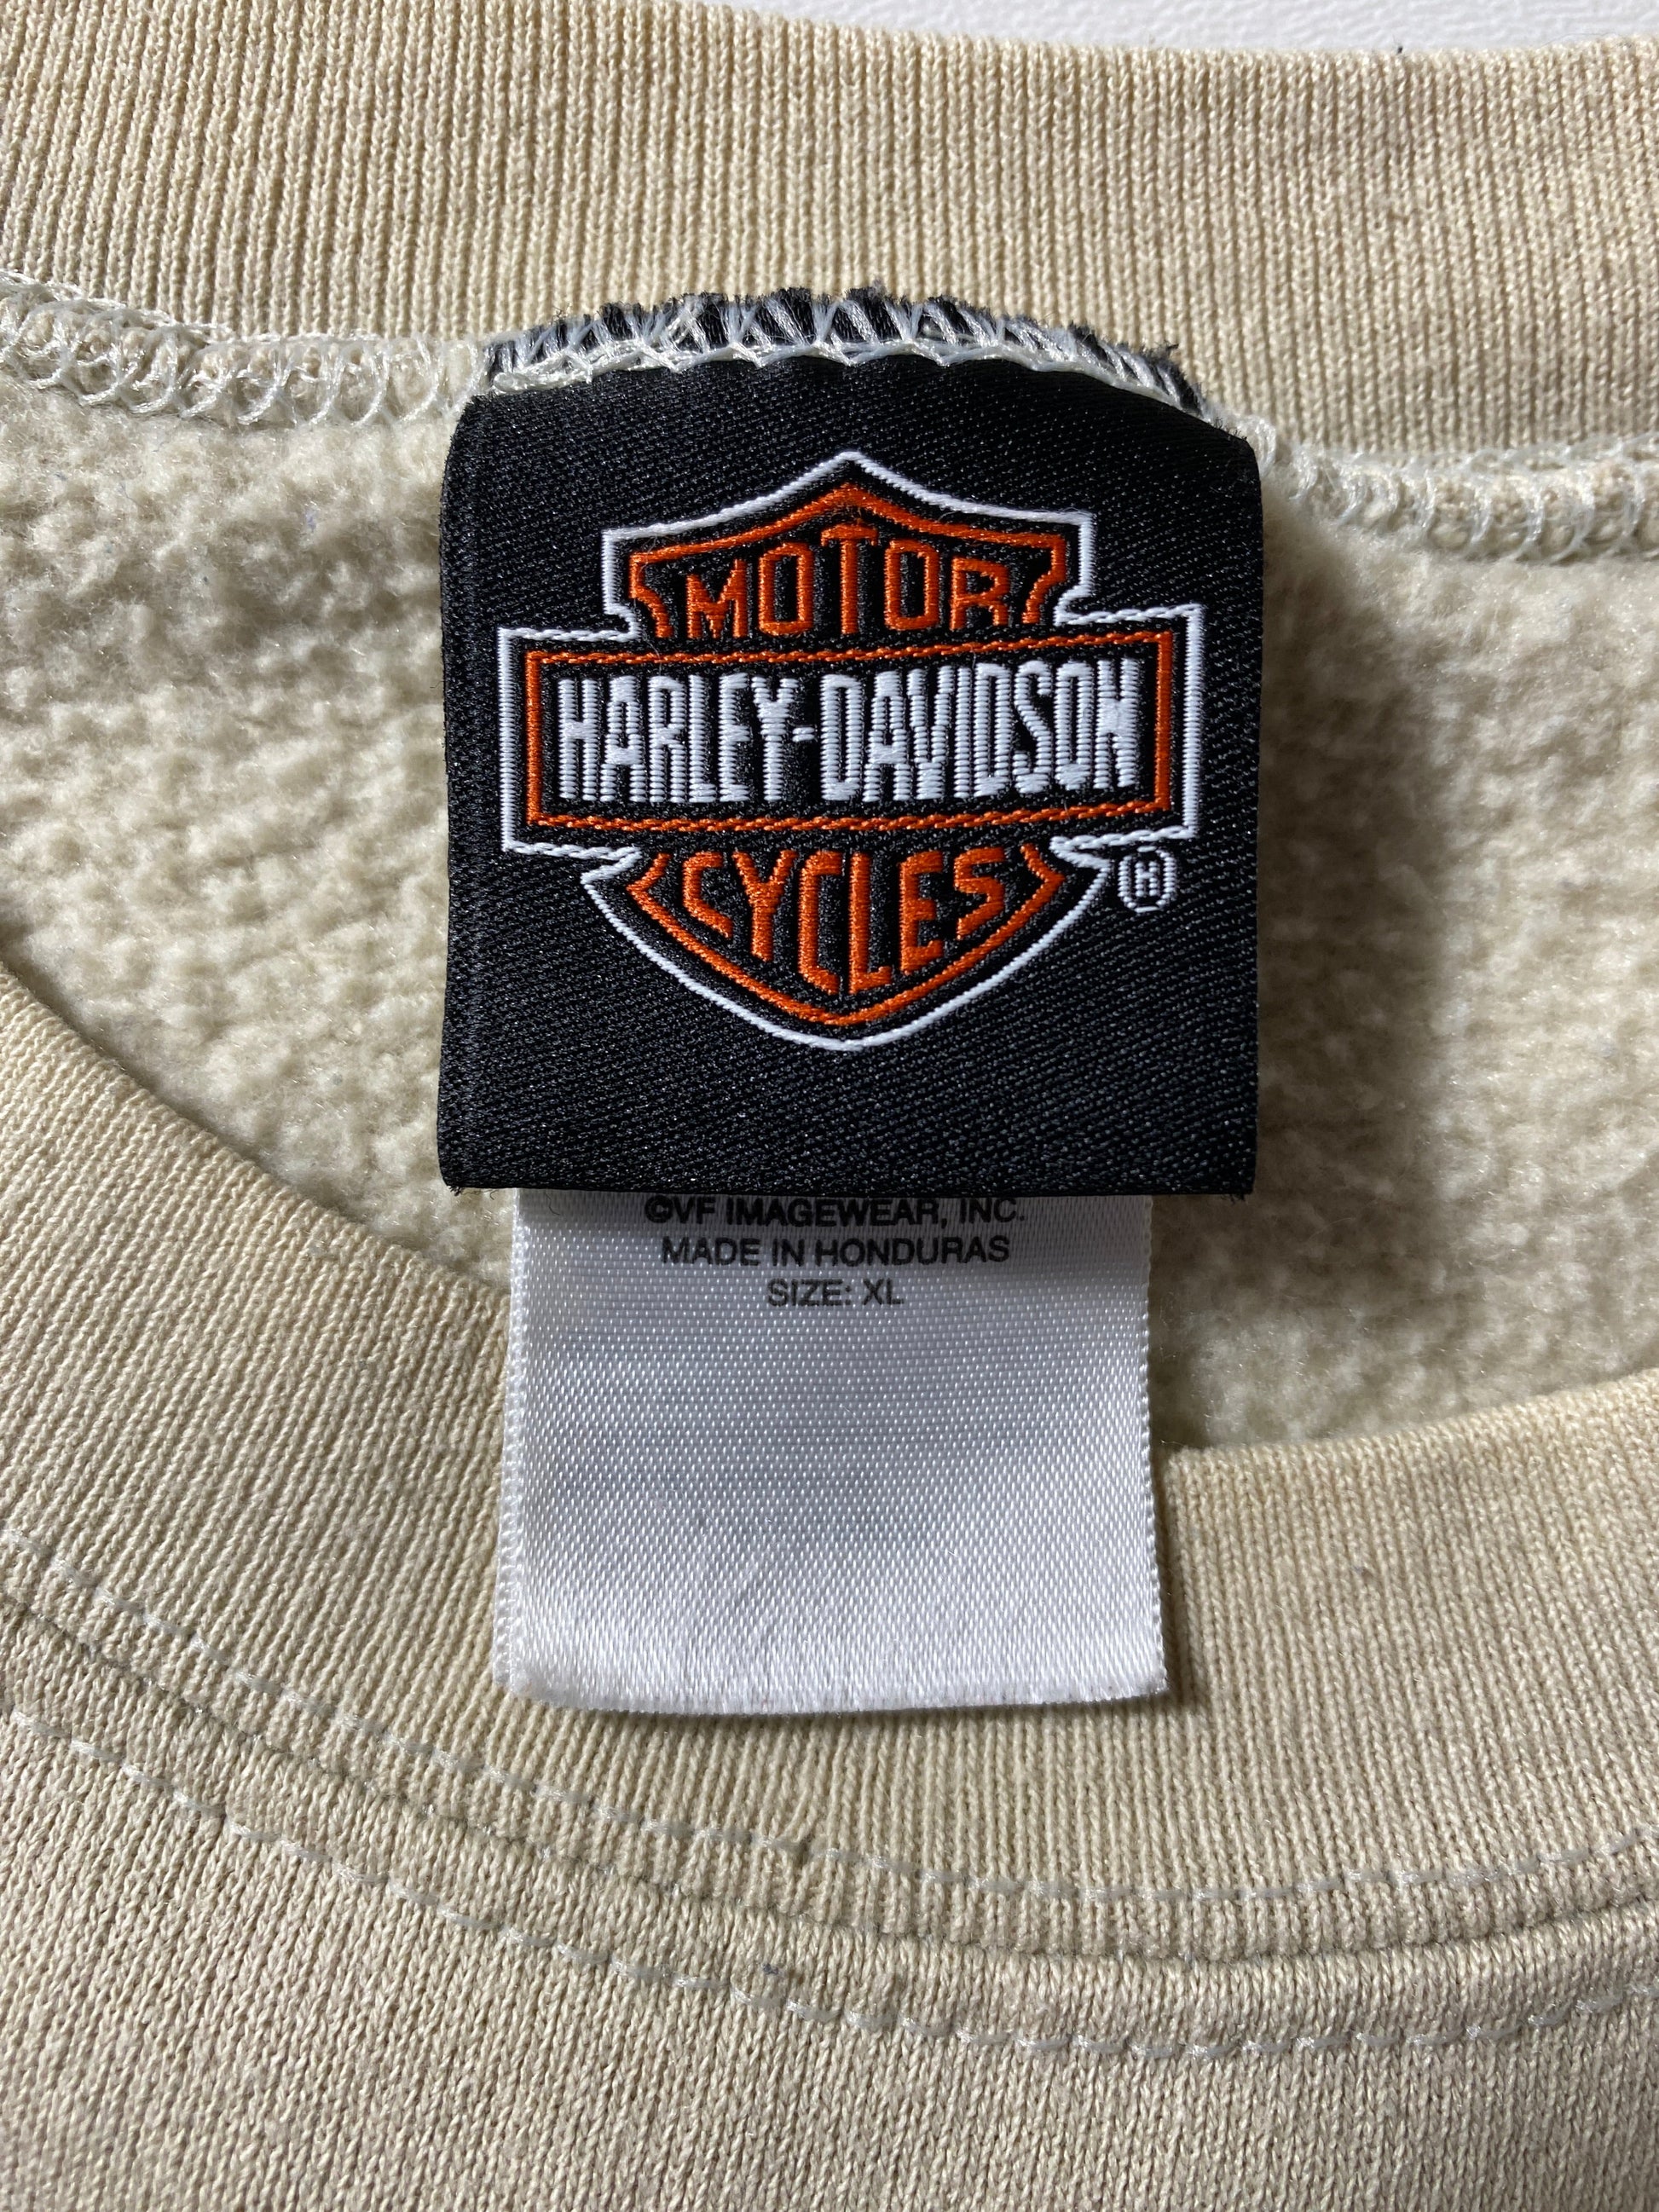 MOTOR
HARLEY-DAVIDSON
CYCLES
®
©VF IMAGEWEAR, INC.
MADE IN HONDURAS
SIZE: XL